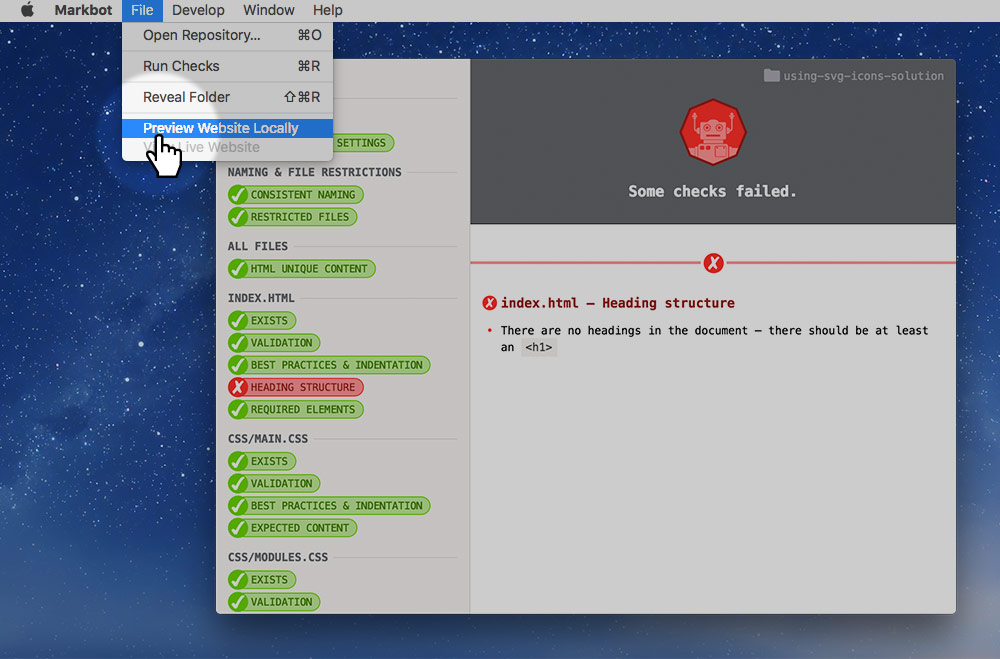 Markbot File Develop Window Help
Open Repository... ⌘O
Run Checks ⌘R
Reveal Folder ⇧⌘R
Preview Website Locally
Live Website
SETTINGS
NAMING & FILE RESTRICTIONS
CONSISTENT NAMING
RESTRICTED FILES
ALL FILES
HTML UNIQUE CONTENT
INDEX.HTML
EXISTS
VALIDATION
BEST PRACTICES & INDENTATION
HEADING STRUCTURE
REQUIRED ELEMENTS
CSS/MAIN.CSS
EXISTS
VALIDATION
BEST PRACTICES & INDENTATION
EXPECTED CONTENT
CSS/MODULES.CSS
EXISTS
VALIDATION
using-svg-icons-solution
Some checks failed.
index.html — Heading structure
• There are no headings in the document — there should be at least
an <h1>